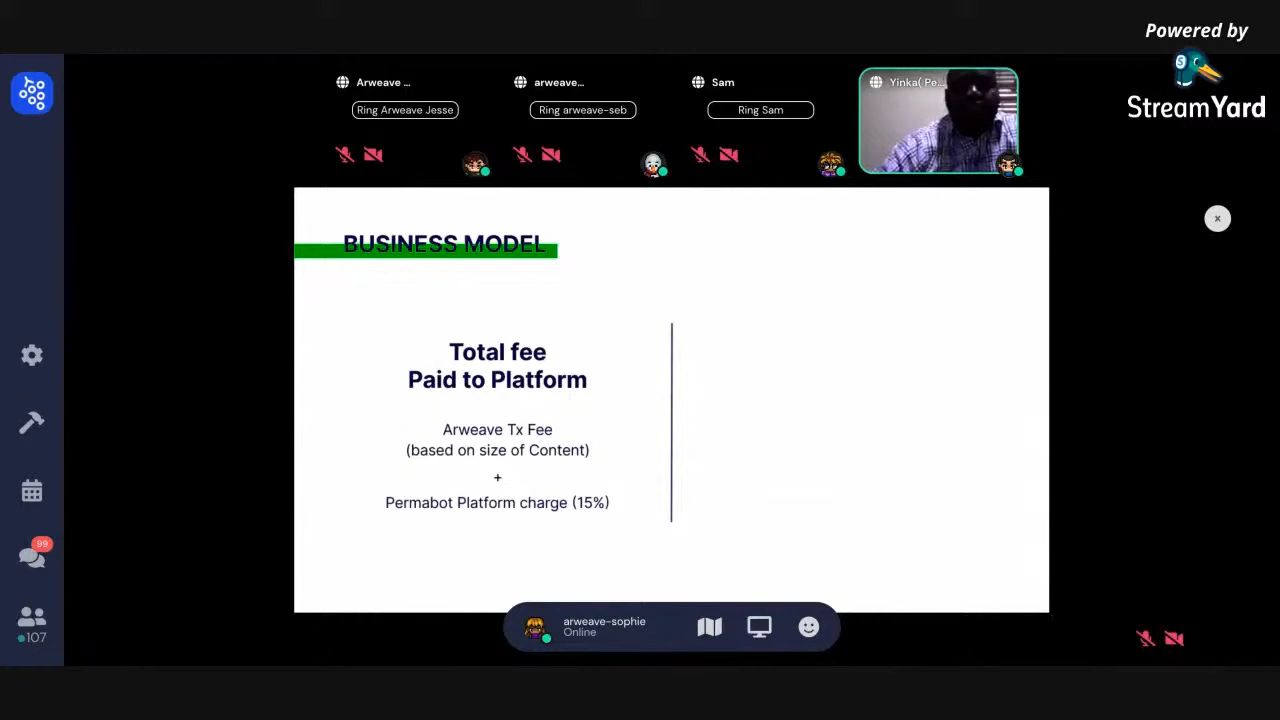 Powered by
StreamYard
Arweave ...
Ring Arweave Jesse
arweave...
Ring arweave-seb
Sam
Ring Sam
Yinka( Pe...
BUSINESS MODEL
Total fee
Paid to Platform
Arweave Tx Fee
(based on size of Content)
+
Permabot Platform charge (15%)
99
107
arweave-sophie
Online